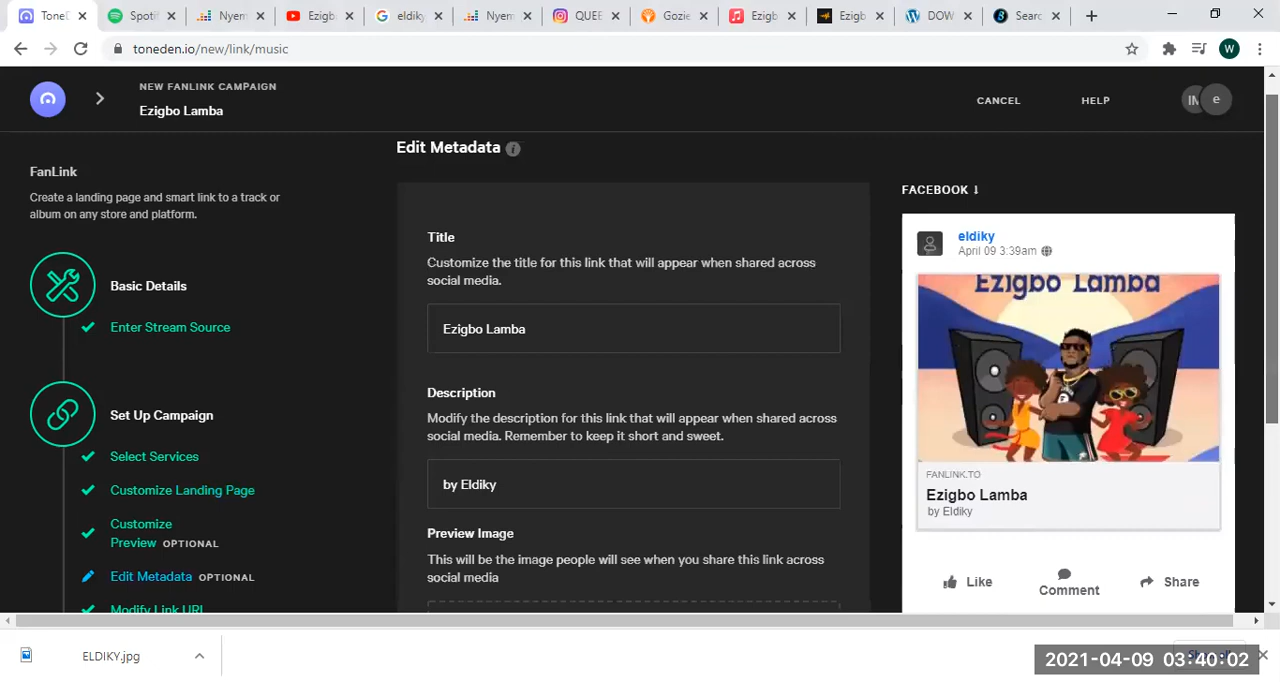 ToneD
Spotif
Nyem
Ezigb
eldiky
Nyem
QUEE
Gozie
Ezigb
Ezigb
DOW
Searc
toneden.io/new/link/music
W
NEW FANLINK CAMPAIGN
Ezigbo Lamba
CANCEL
HELP
IN
e
FanLink
Create a landing page and smart link to a track or
album on any store and platform.
Basic Details
Enter Stream Source
Set Up Campaign
Select Services
Customize Landing Page
Customize
Preview OPTIONAL
Edit Metadata OPTIONAL
Modify Link URL
Edit Metadata
Title
Customize the title for this link that will appear when shared across
social media.
Ezigbo Lamba
Description
Modify the description for this link that will appear when shared across
social media. Remember to keep it short and sweet.
by Eldiky
Preview Image
This will be the image people will see when you share this link across
social media
FACEBOOK
eldiky
April 09 3:39am
Ezigbo Lamba
FANLINK.TO
Ezigbo Lamba
by Eldiky
Like
Comment
Share
ELDIKY.jpg
Show all
2021-04-09 03:40:02